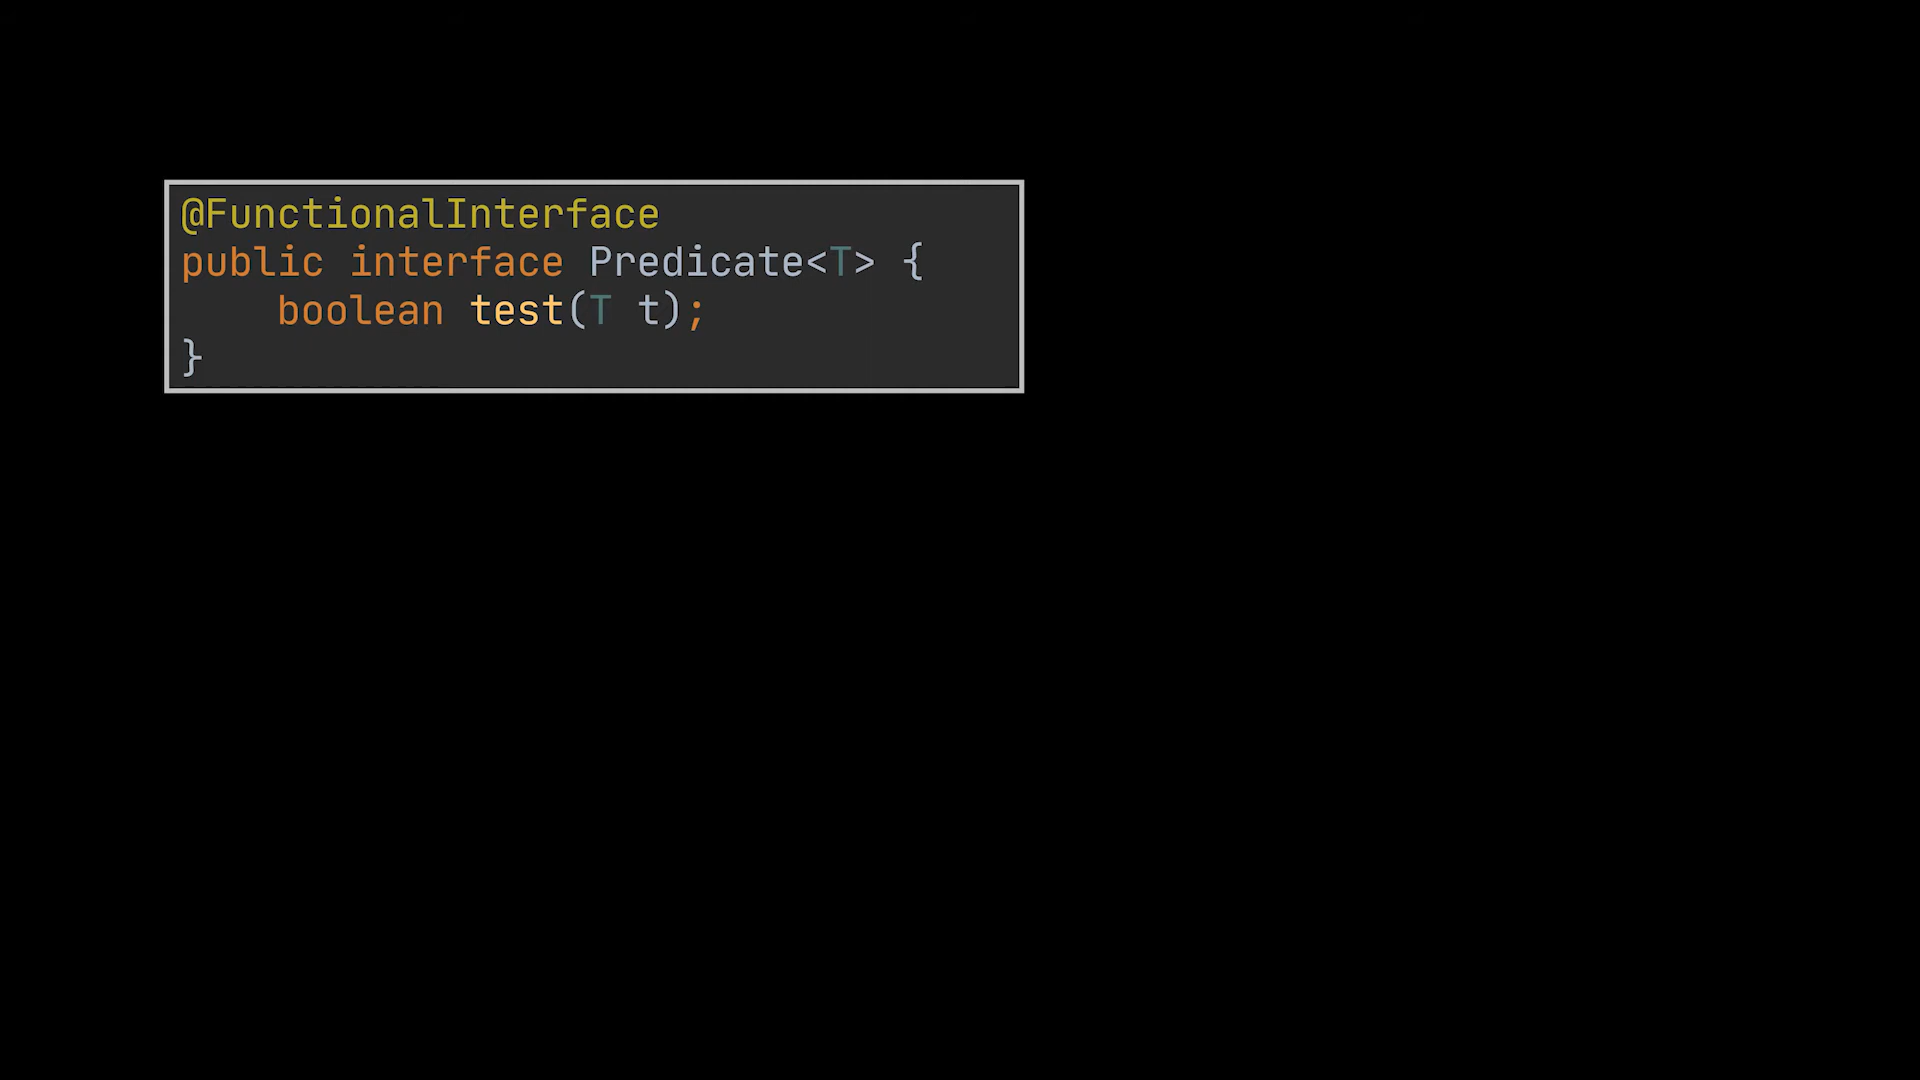 @FunctionalInterface
public interface Predicate<T> {
    boolean test(T t);
}